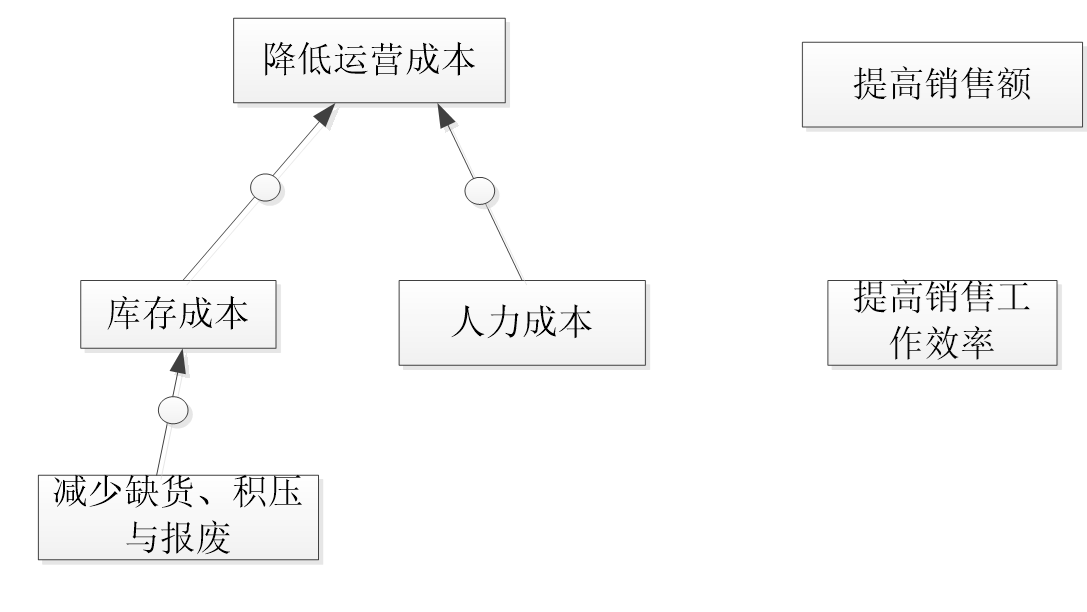 降低运营成本
提高销售额
库存成本
人力成本
提高销售工
作效率
减少缺货、积压
与报废